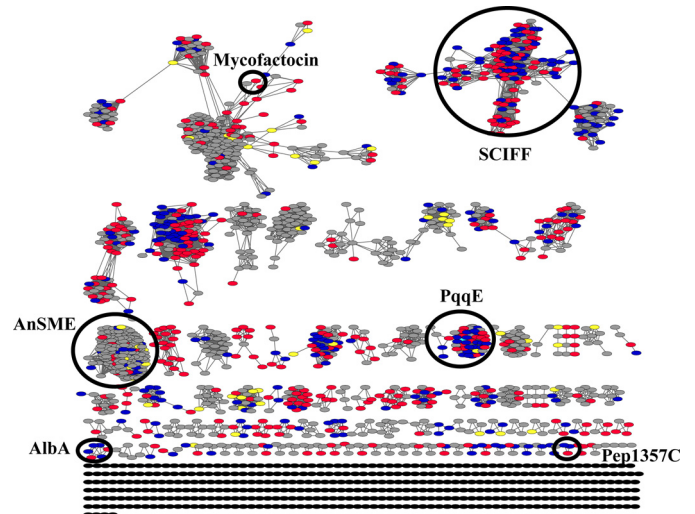 Mycofactocin
SCIFF
AnSME
PqqE
AlbA
Pep1357C